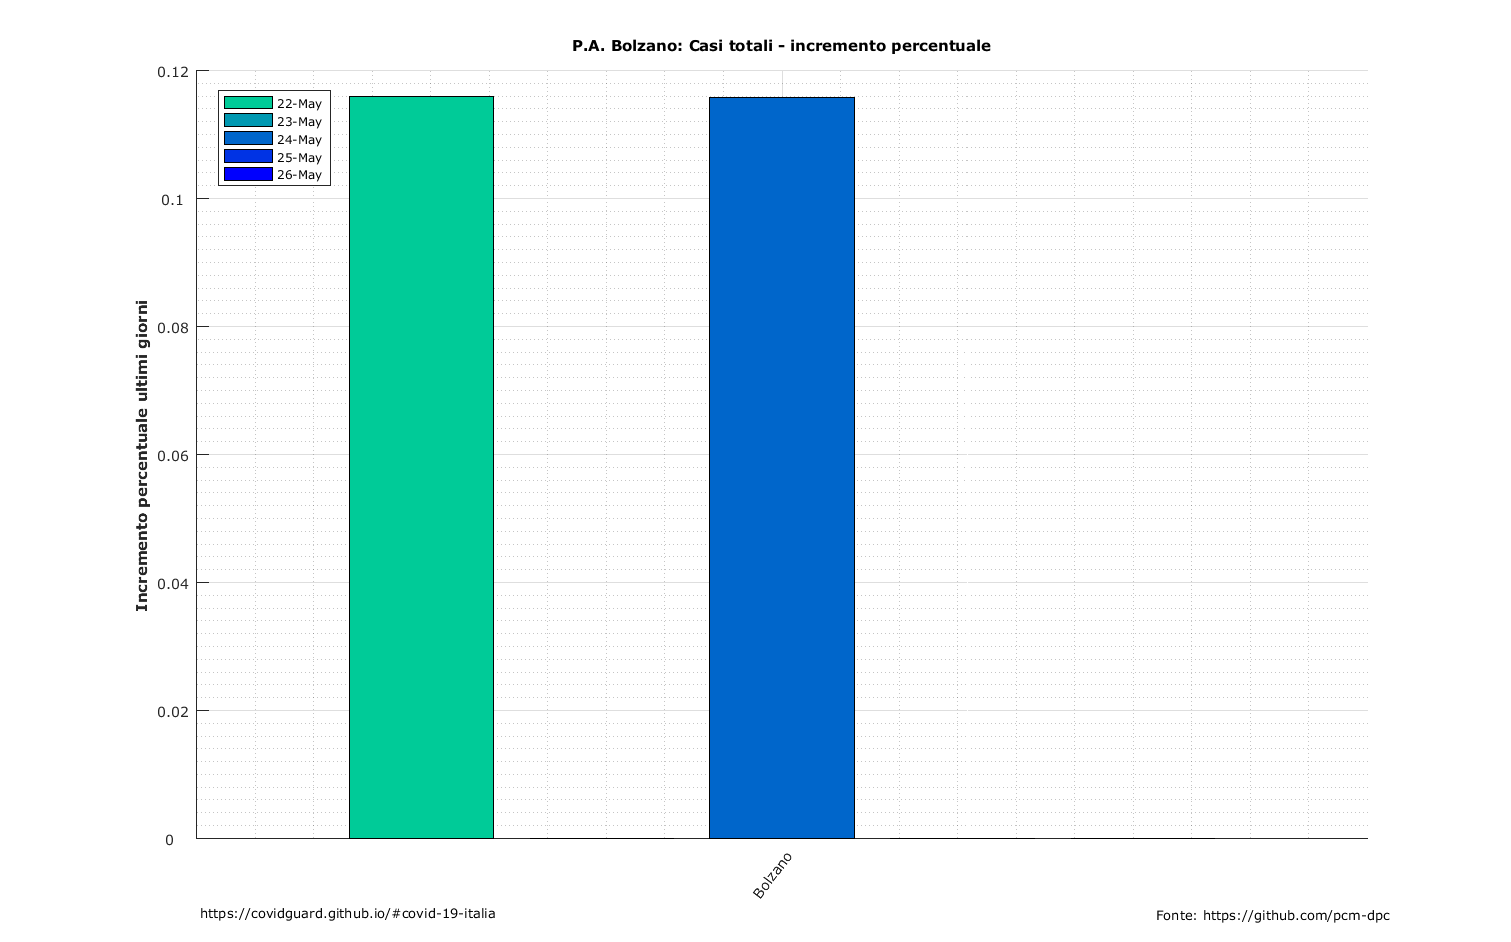 P.A. Bolzano: Casi totali - incremento percentuale
0.12
0.1
0.08
0.06
0.04
0.02
0
Incremento percentuale ultimi giorni
22-May
23-May
24-May
25-May
26-May
Bolzano
https://covidguard.github.io/#covid-19-italia
Fonte: https://github.com/pcm-dpc